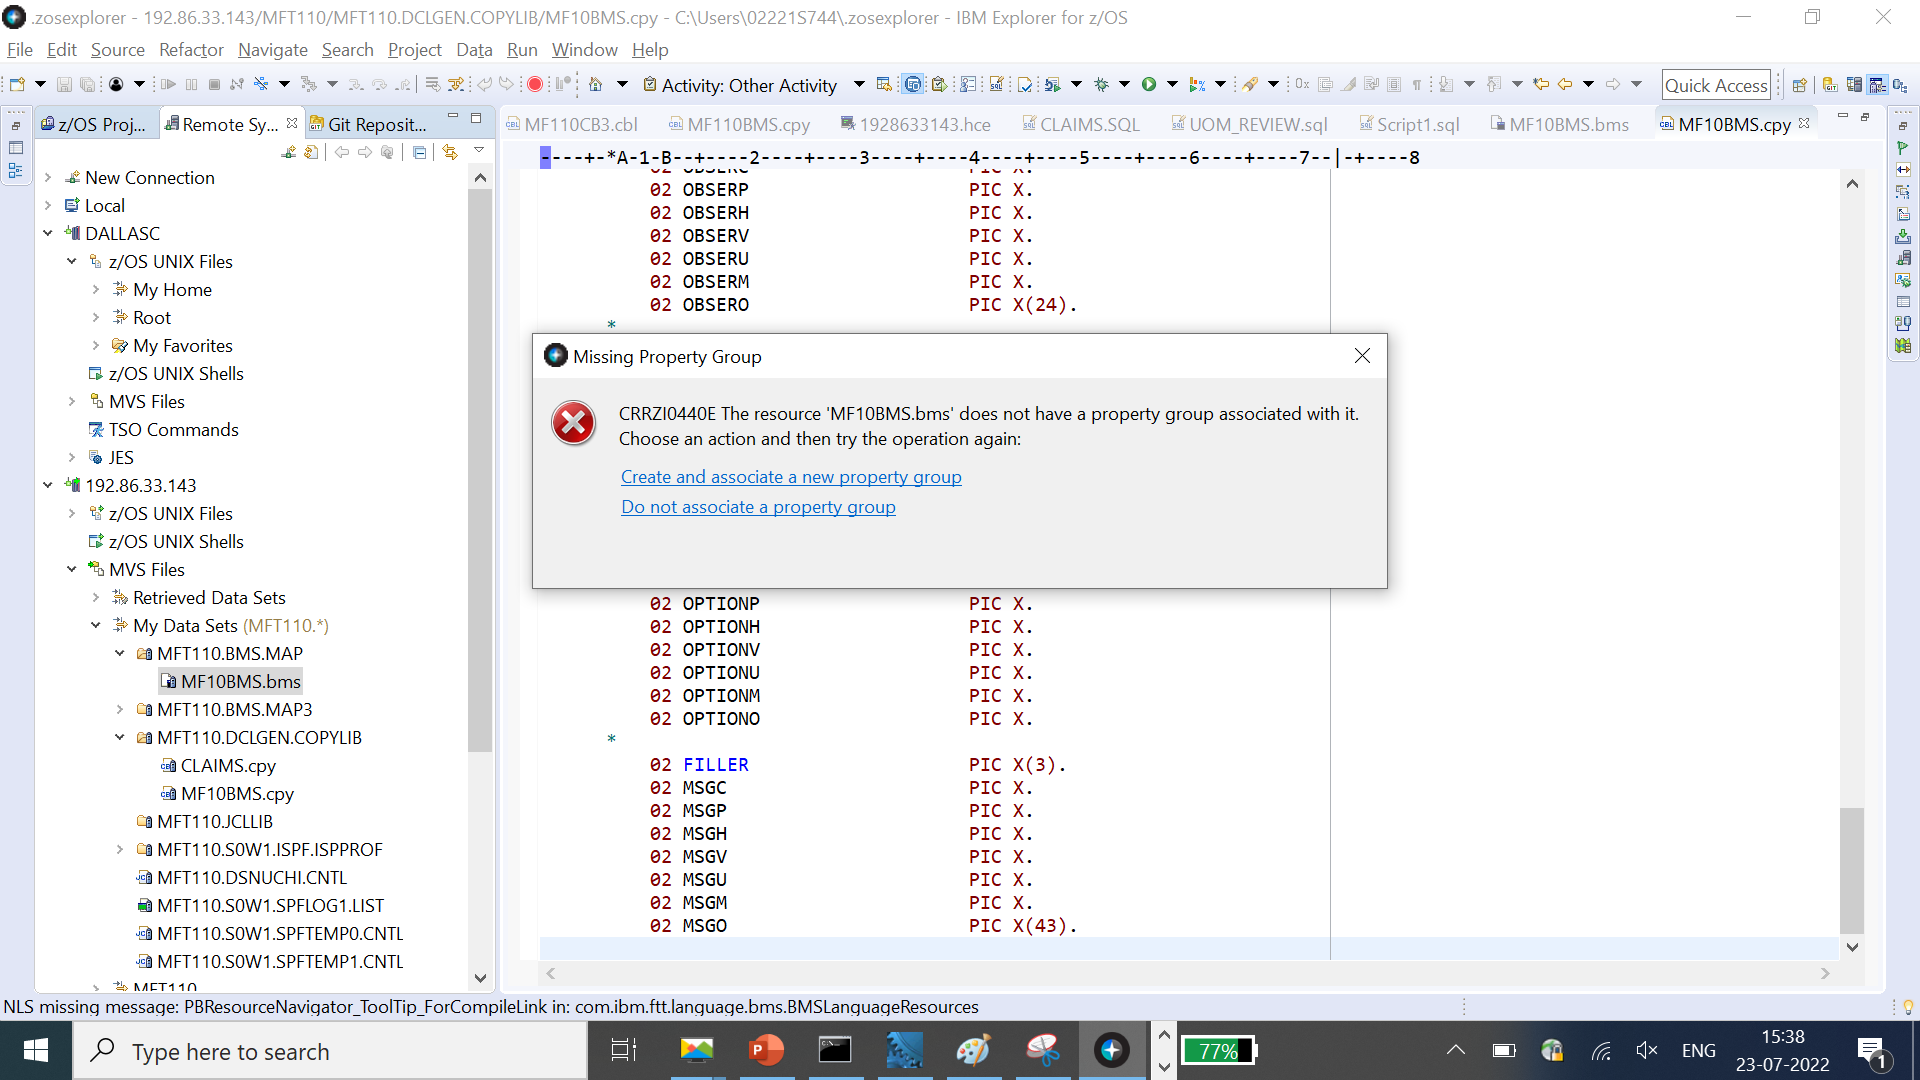 .zosexplorer - 192.86.33.143/MFT110/MFT110.DCLGEN.COPYLIB/MF10BMS.cpy - C:\Users\02221S744\.zosexplorer - IBM Explorer for z/OS
File Edit Source Refactor Navigate Search Project Data Run Window Help
Activity: Other Activity
Quick Access
z/OS Proj...
Remote Sy...
Git Reposit...
MF110CB3.cbl
MF110BMS.cpy
1928633143.hce
CLAIMS.SQL
UOM_REVIEW.sql
Script1.sql
MF10BMS.bms
MF10BMS.cpy
----+-*A-1-B--+----2----+----3----+----4----+----5----+----6----+----7--|-+----8
New Connection
Local
DALLASC
z/OS UNIX Files
My Home
Root
My Favorites
z/OS UNIX Shells
MVS Files
TSO Commands
JES
192.86.33.143
z/OS UNIX Files
z/OS UNIX Shells
MVS Files
Retrieved Data Sets
My Data Sets (MFT110.*)
MFT110.BMS.MAP
MF10BMS.bms
MFT110.BMS.MAP3
MFT110.DCLGEN.COPYLIB
CLAIMS.cpy
MF10BMS.cpy
MFT110.JCLLIB
MFT110.S0W1.ISPF.ISPPROF
MFT110.DSNUCHI.CNTL
MFT110.S0W1.SPFLOG1.LIST
MFT110.S0W1.SPFTEMP0.CNTL
MFT110.S0W1.SPFTEMP1.CNTL
MFT110
02 OBSERC PIC X.
02 OBSERP PIC X.
02 OBSERH PIC X.
02 OBSERV PIC X.
02 OBSERU PIC X.
02 OBSERM PIC X.
02 OBSERO PIC X(24).
*
Missing Property Group
CRRZI0440E The resource 'MF10BMS.bms' does not have a property group associated with it.
Choose an action and then try the operation again:
Create and associate a new property group
Do not associate a property group
02 OPTIONP PIC X.
02 OPTIONH PIC X.
02 OPTIONV PIC X.
02 OPTIONU PIC X.
02 OPTIONM PIC X.
02 OPTIONO PIC X.
*
02 FILLER PIC X(3).
02 MSGC PIC X.
02 MSGP PIC X.
02 MSGH PIC X.
02 MSGV PIC X.
02 MSGU PIC X.
02 MSGM PIC X.
02 MSGO PIC X(43).
NLS missing message: PBResourceNavigator_ToolTip_ForCompileLink in: com.ibm.ftt.language.bms.BMSLanguageResources
Type here to search
77%
ENG
15:38
23-07-2022
1